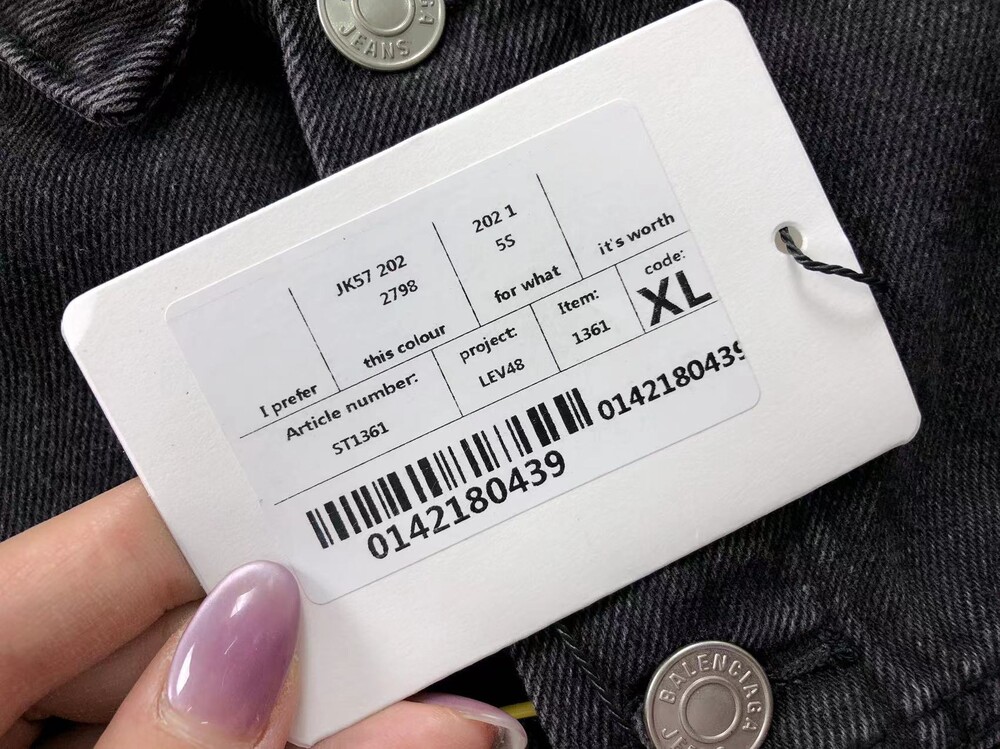 GA
JEANS
JK57 202
2798
202 1
5S
I prefer
this colour
for what
it's worth
Article number:
ST1361
project:
LEV48
Item:
1361
code:
XL
0142180439
0142180439
BALENCIAGA